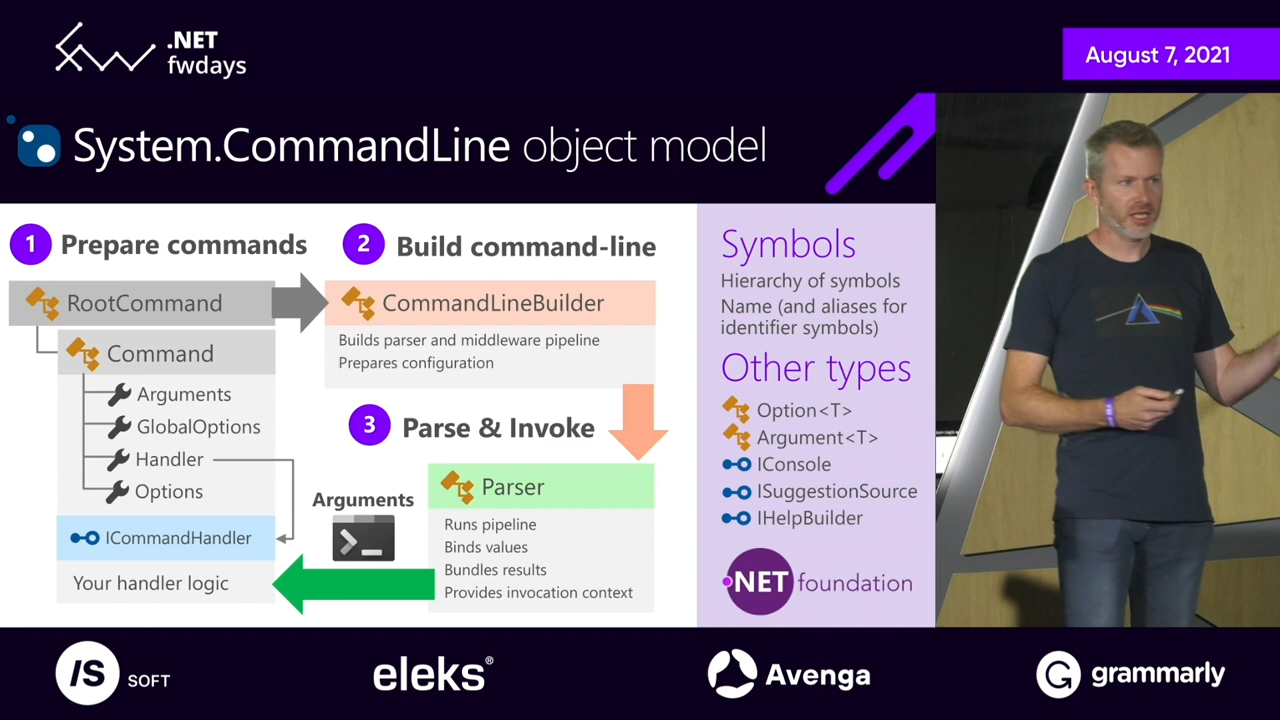 .NET
fwdays
August 7, 2021
System.CommandLine object model
1 Prepare commands
RootCommand
Command
Arguments
GlobalOptions
Handler
Options
ICommandHandler
Your handler logic
2 Build command-line
CommandLineBuilder
Builds parser and middleware pipeline
Prepares configuration
3 Parse & Invoke
Arguments
Parser
Runs pipeline
Binds values
Bundles results
Provides invocation context
Symbols
Hierarchy of symbols
Name (and aliases for
identifier symbols)
Other types
Option<T>
Argument<T>
IConsole
ISuggestionSource
IHelpBuilder
.NET foundation
IS SOFT
eleks®
Avenga
grammarly